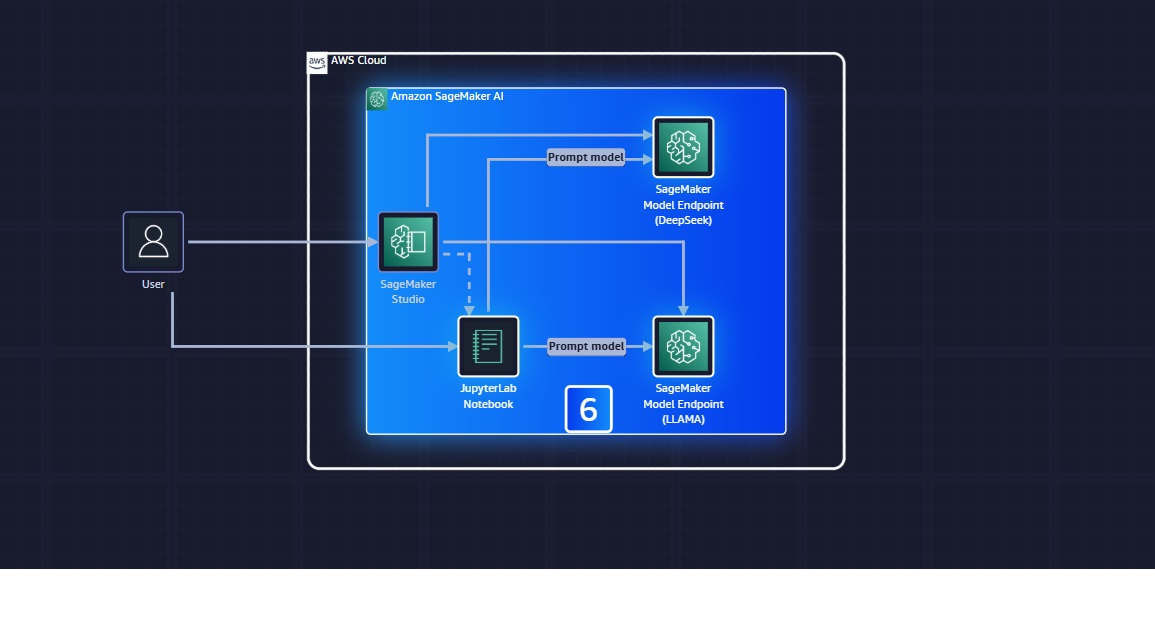 aws
AWS Cloud
Amazon SageMaker AI
Prompt model
SageMaker
Model Endpoint
(DeepSeek)
User
SageMaker
Studio
Prompt model
JupyterLab
Notebook
6
SageMaker
Model Endpoint
(LLAMA)